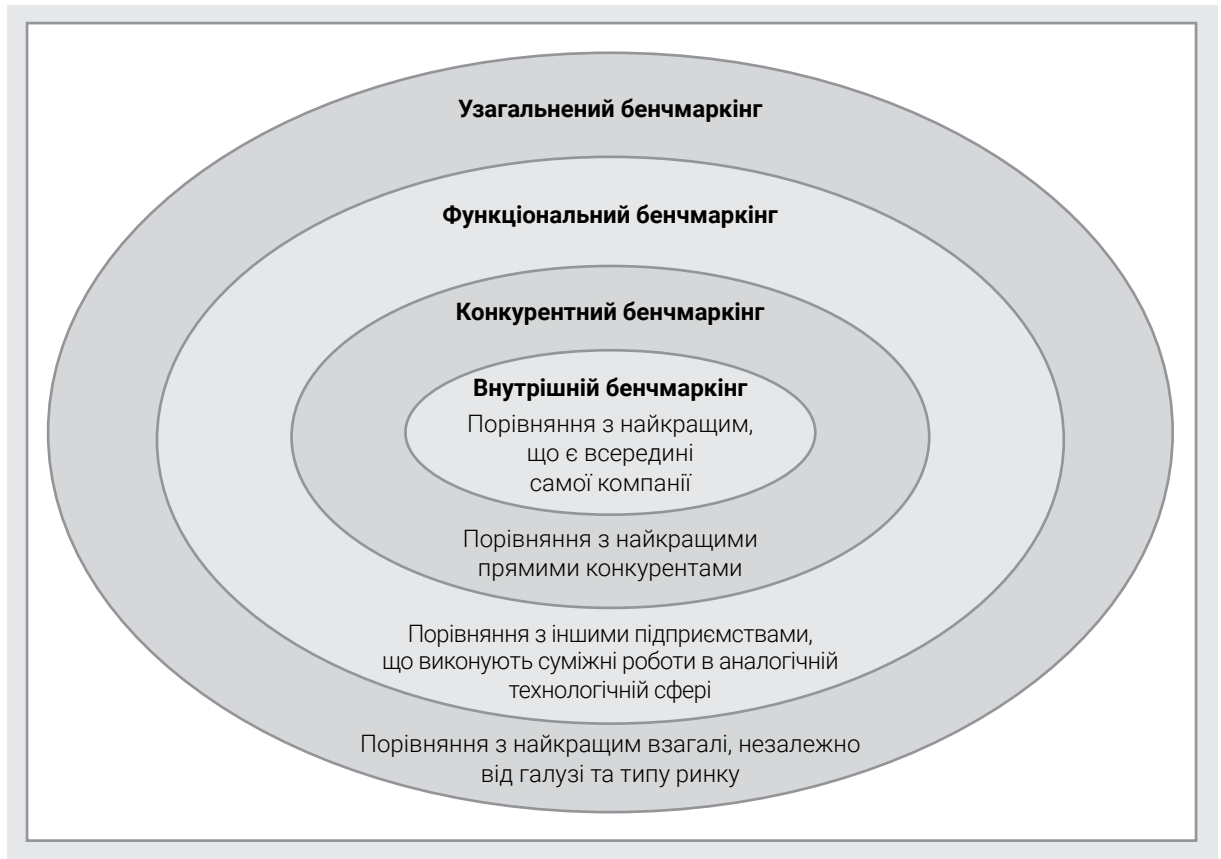 Узагальнений бенчмаркінг
Функціональний бенчмаркінг
Конкурентний бенчмаркінг
Внутрішній бенчмаркінг
Порівняння з найкращим,
що є всередині
самої компанії
Порівняння з найкращими
прямими конкурентами
Порівняння з іншими підприємствами,
що виконують суміжні роботи в аналогічній
технологічній сфері
Порівняння з найкращим взагалі, незалежно
від галузі та типу ринку